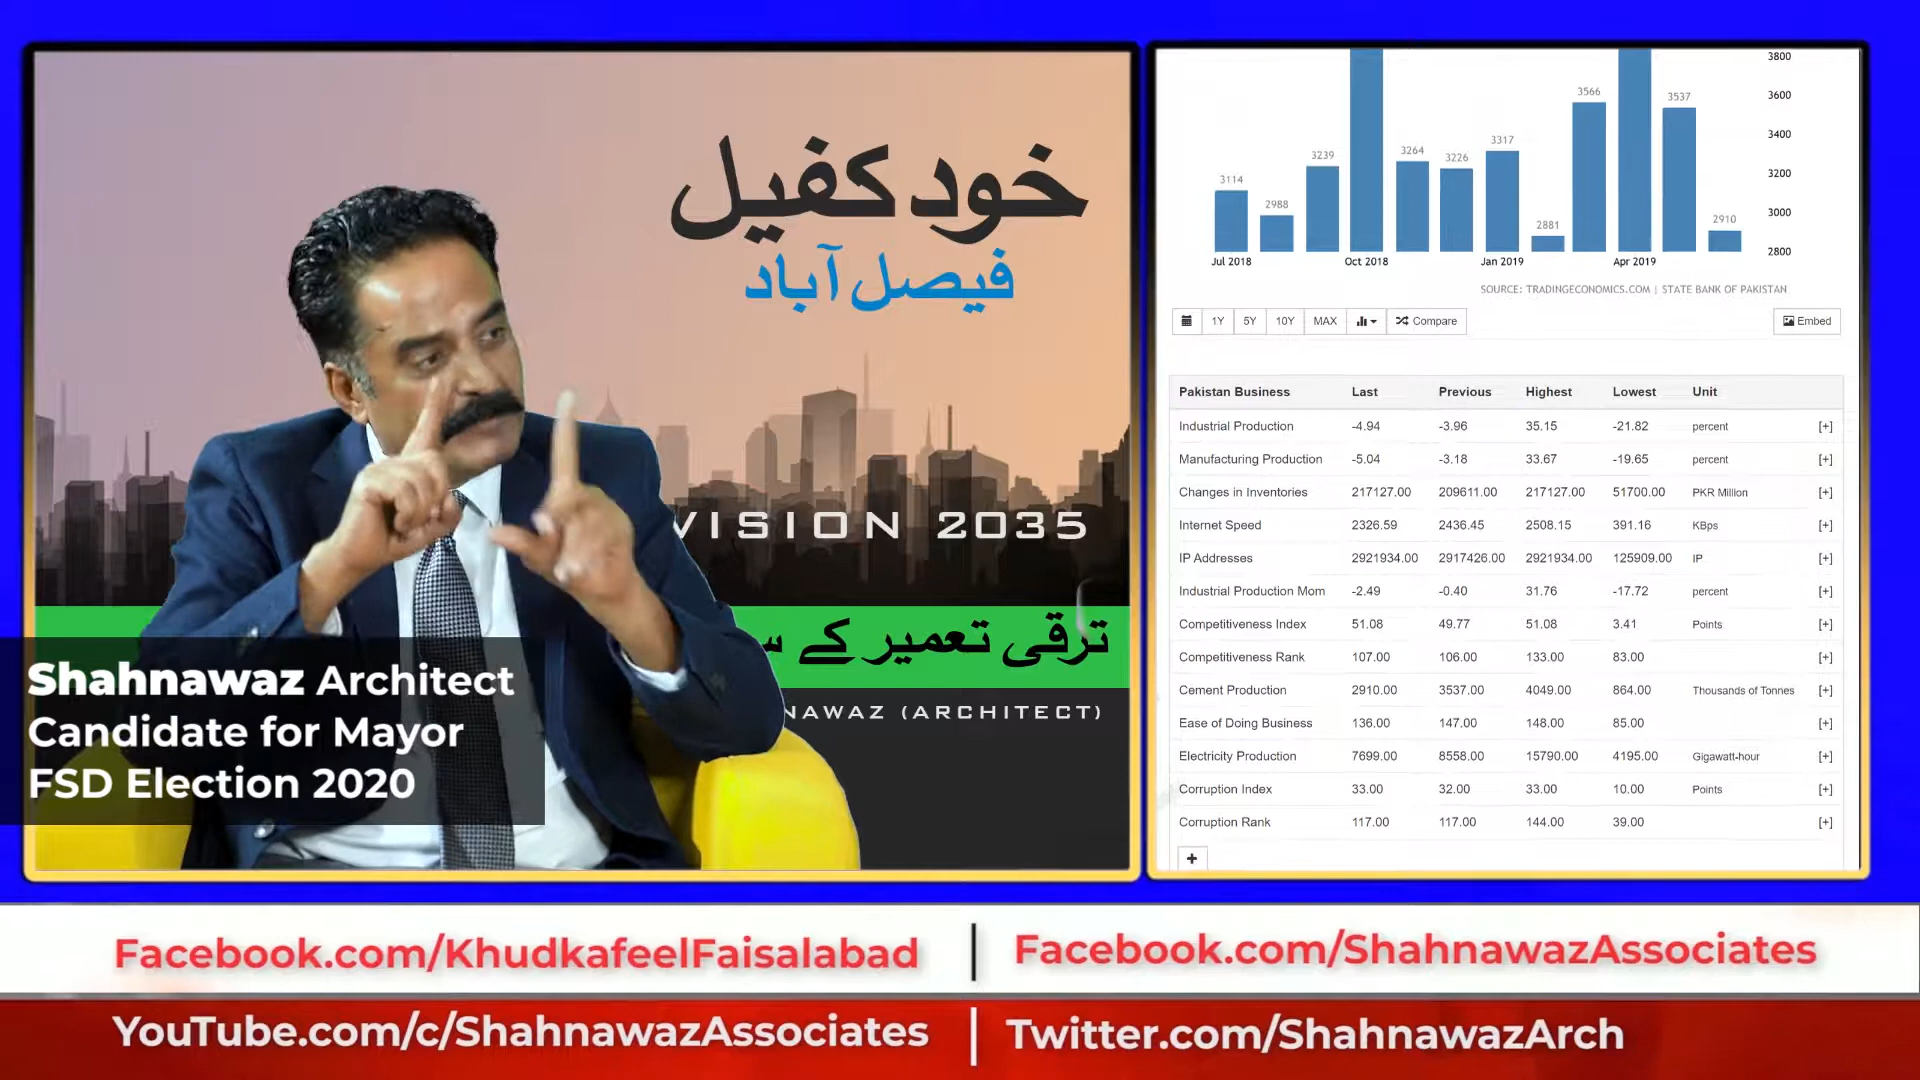 خود کفیل
فیصل آباد
VISION 2035
ترقی تعمیر کے
NAWAZ (ARCHITECT)
Shahnawaz Architect
Candidate for Mayor
FSD Election 2020
3800
3600
3400
3200
3000
2800
3114
2988
3239
3264
3226
3317
2881
3566
3537
2910
Jul 2018 Oct 2018 Jan 2019 Apr 2019
SOURCE: TRADINGECONOMICS.COM | STATE BANK OF PAKISTAN
1Y 5Y 10Y MAX Compare Embed
Pakistan Business Last Previous Highest Lowest Unit
Industrial Production -4.94 -3.96 35.15 -21.82 percent [+]
Manufacturing Production -5.04 -3.18 33.67 -19.65 percent [+]
Changes in Inventories 217127.00 209611.00 217127.00 51700.00 PKR Million [+]
Internet Speed 2326.59 2436.45 2508.15 391.16 KBps [+]
IP Addresses 2921934.00 2917426.00 2921934.00 125909.00 IP [+]
Industrial Production Mom -2.49 -0.40 31.76 -17.72 percent [+]
Competitiveness Index 51.08 49.77 51.08 3.41 Points [+]
Competitiveness Rank 107.00 106.00 133.00 83.00 [+]
Cement Production 2910.00 3537.00 4049.00 864.00 Thousands of Tonnes [+]
Ease of Doing Business 136.00 147.00 148.00 85.00 [+]
Electricity Production 7699.00 8558.00 15790.00 4195.00 Gigawatt-hour [+]
Corruption Index 33.00 32.00 33.00 10.00 Points [+]
Corruption Rank 117.00 117.00 144.00 39.00 [+]
+
Facebook.com/KhudkafeelFaisalabad | Facebook.com/ShahnawazAssociates
YouTube.com/c/ShahnawazAssociates | Twitter.com/ShahnawazArch